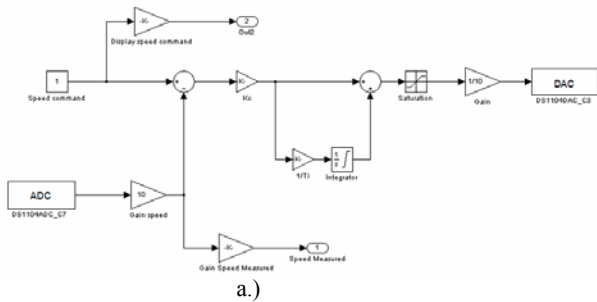 -K-
2
Display speed command
Out2
1
Speed command
K-
Kc
Saturation
1/10
Gain
DAC
DS1104DAC_C3
K-
1/Ti
1
s
Integrator
ADC
DS1104ADC_C7
10
Gain speed
-K-
Gain Speed Measured
1
Speed Measured
a.)